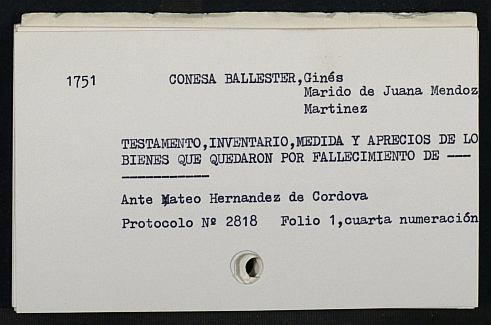 1751 CONESA BALLESTER,Ginés
Marido de Juana Mendoz
Martinez
TESTAMENTO,INVENTARIO,MEDIDA Y APRECIOS DE LO
BIENES QUE QUEDARON POR FALLECIMIENTO DE ---
-----------
Ante Mateo Hernandez de Cordova
Protocolo Nº 2818 Folio 1,cuarta numeración